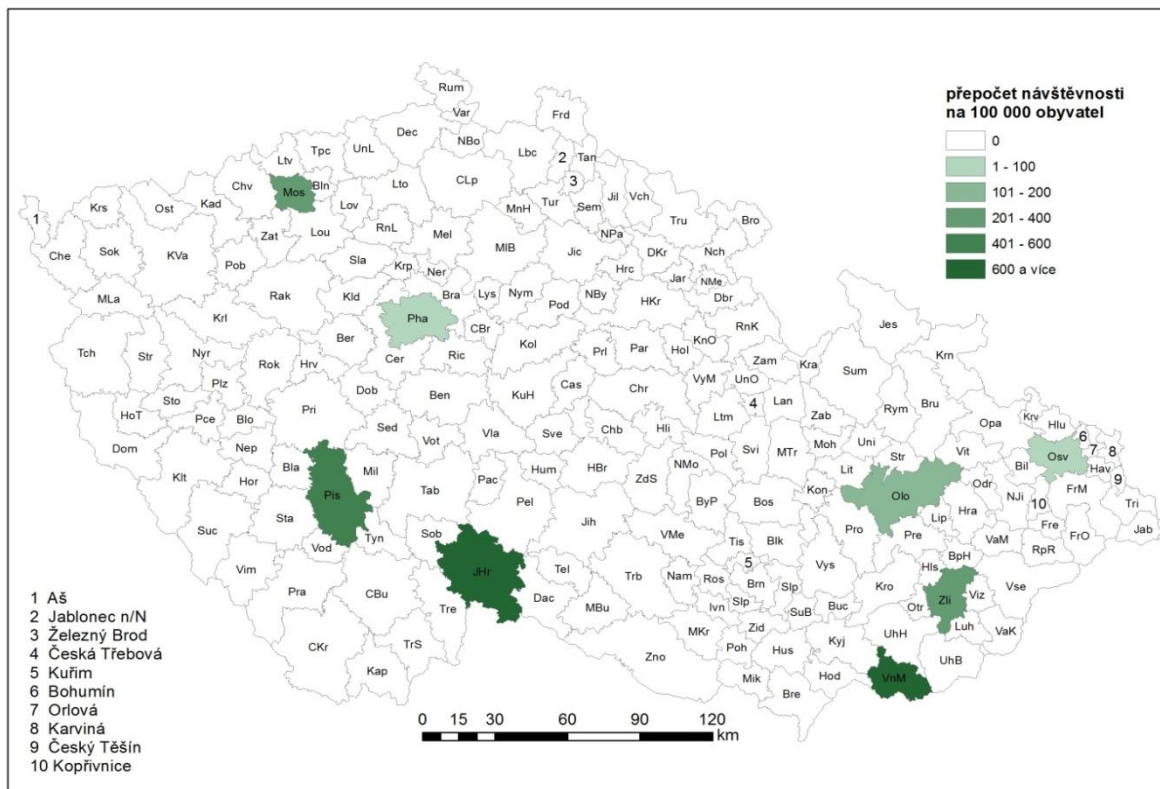 přepočet návštěvnosti
na 100 000 obyvatel
0
1 - 100
101 - 200
201 - 400
401 - 600
600 a více
Rum
Var
Frd
Dec
NBo
Lbc
2
Tan
Ltv
Tpc
UnL
CLp
3
Chv
Mos
Bln
Lto
Tur
Sem
Jil
Vch
1
Krs
Ost
Kad
Lov
MnH
Tru
Bro
Che
Sok
KVa
Zat
Lou
RnL
Mel
MlB
Jic
NPa
DKr
Nch
Pob
Sla
Krp
Ner
Hrc
Jar
NMe
MLa
Rak
Kld
Bra
Lys
Nym
Pod
NBy
HKr
Dbr
Krl
Pha
CBr
RnK
Jes
Tch
Str
Nyr
Rok
Hrv
Ber
Cer
Ric
Kol
Prl
Par
Hol
KnO
Zam
Kra
Sum
Krn
Sto
Plz
Dob
Ben
KuH
Cas
Chr
VyM
UnO
Lan
Rym
Bru
HoT
Pce
Blo
Pri
4
Ltm
Zab
Opa
Krv
Hlu
Dom
Nep
Sed
Vot
Vla
Sve
Chb
Hli
Svi
MTr
Moh
Uni
Str
Vit
6
7
8
Klt
Hor
Bla
Mil
Pol
Lit
Bil
Osv
Hav
9
Pis
Tab
Pac
Hum
HBr
ZdS
NMo
Kon
Olo
Odr
NJi
10
FrM
Tri
Sta
Pel
ByP
Bos
Hra
Fre
Jab
Suc
Vod
Tyn
Sob
Jih
VMe
Tis
Blk
Pro
Lip
Pre
VaM
RpR
FrO
Vim
JHr
Tel
Trb
5
Vys
BpH
Hls
Pra
CBu
Tre
Dac
Nam
Ros
Brn
Slp
Kro
Zli
Viz
Vse
MBu
Ivn
Slp
SuB
Buc
Otr
Luh
VaK
CKr
TrS
MKr
Zid
Kyj
UhH
Kap
Zno
Poh
Hus
UhB
Mik
Hod
VnM
Bre
1 Aš
2 Jablonec n/N
3 Železný Brod
4 Česká Třebová
5 Kuřim
6 Bohumín
7 Orlová
8 Karviná
9 Český Těšín
10 Kopřivnice
0 15 30 60 90 120
km